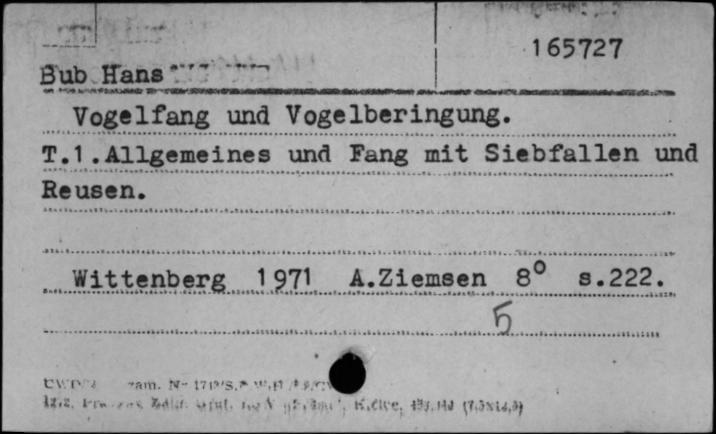 165727
Bub Hans
Vogelfang und Vogelberingung.
T.1.Allgemeines und Fang mit Siebfallen und
Reusen.
Wittenberg 1971 A.Ziemsen 8° s.222.
5